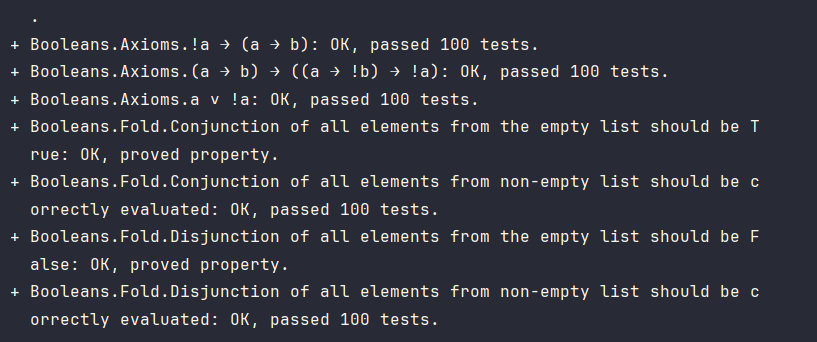 .
+ Booleans.Axioms.!a → (a → b): OK, passed 100 tests.
+ Booleans.Axioms.(a → b) → ((a → !b) → !a): OK, passed 100 tests.
+ Booleans.Axioms.a v !a: OK, passed 100 tests.
+ Booleans.Fold.Conjunction of all elements from the empty list should be T
rue: OK, proved property.
+ Booleans.Fold.Conjunction of all elements from non-empty list should be c
orrectly evaluated: OK, passed 100 tests.
+ Booleans.Fold.Disjunction of all elements from the empty list should be F
alse: OK, proved property.
+ Booleans.Fold.Disjunction of all elements from non-empty list should be c
orrectly evaluated: OK, passed 100 tests.